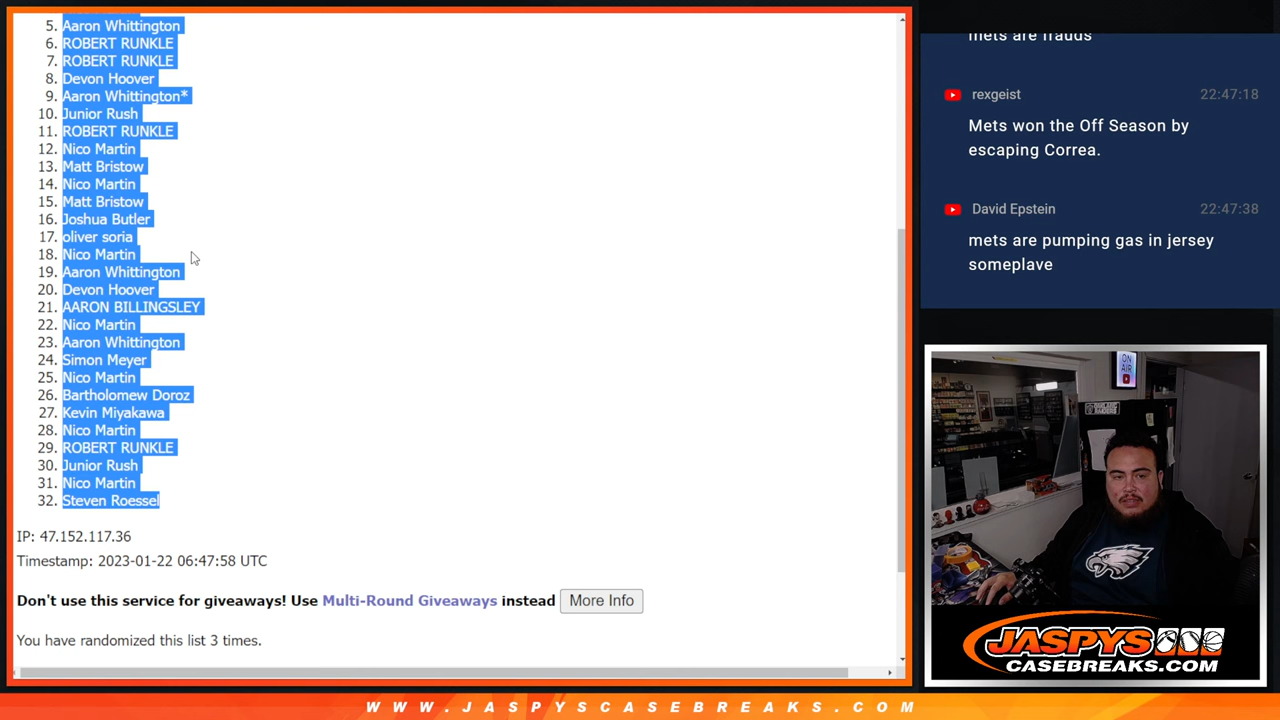 5. Aaron Whittington
6. ROBERT RUNKLE
7. ROBERT RUNKLE
8. Devon Hoover
9. Aaron Whittington*
10. Junior Rush
11. ROBERT RUNKLE
12. Nico Martin
13. Matt Bristow
14. Nico Martin
15. Matt Bristow
16. Joshua Butler
17. oliver soria
18. Nico Martin
19. Aaron Whittington
20. Devon Hoover
21. AARON BILLINGSLEY
22. Nico Martin
23. Aaron Whittington
24. Simon Meyer
25. Nico Martin
26. Bartholomew Doroz
27. Kevin Miyakawa
28. Nico Martin
29. ROBERT RUNKLE
30. Junior Rush
31. Nico Martin
32. Steven Roessel
IP: 47.152.117.36
Timestamp: 2023-01-22 06:47:58 UTC
Don't use this service for giveaways! Use Multi-Round Giveaways instead More Info
You have randomized this list 3 times.
mets are frauds
rexgeist 22:47:18
Mets won the Off Season by
escaping Correa.
David Epstein 22:47:38
mets are pumping gas in jersey
someplave
ON
AIR
JASPYS
CASEBREAKS.COM
WWW.JASPYSCASEBREAKS.COM